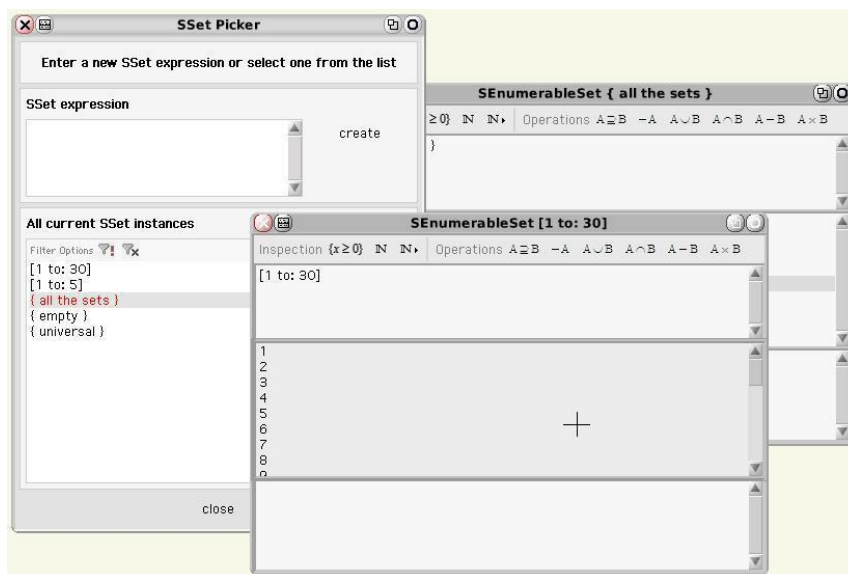 SSet Picker
Enter a new SSet expression or select one from the list
SSet expression
create
All current SSet instances
Filter Options
[1 to: 30]
[1 to: 5]
{ all the sets }
{ empty }
{ universal }
close
SEnumerableSet { all the sets }
≥0} ℕ ℕ▸ Operations A⊇B −A A∪B A∩B A−B A×B
}
SEnumerableSet [1 to: 30]
Inspection {x≥0} ℕ ℕ▸ Operations A⊇B −A A∪B A∩B A−B A×B
[1 to: 30]
1
2
3
4
5
6
7
8
9